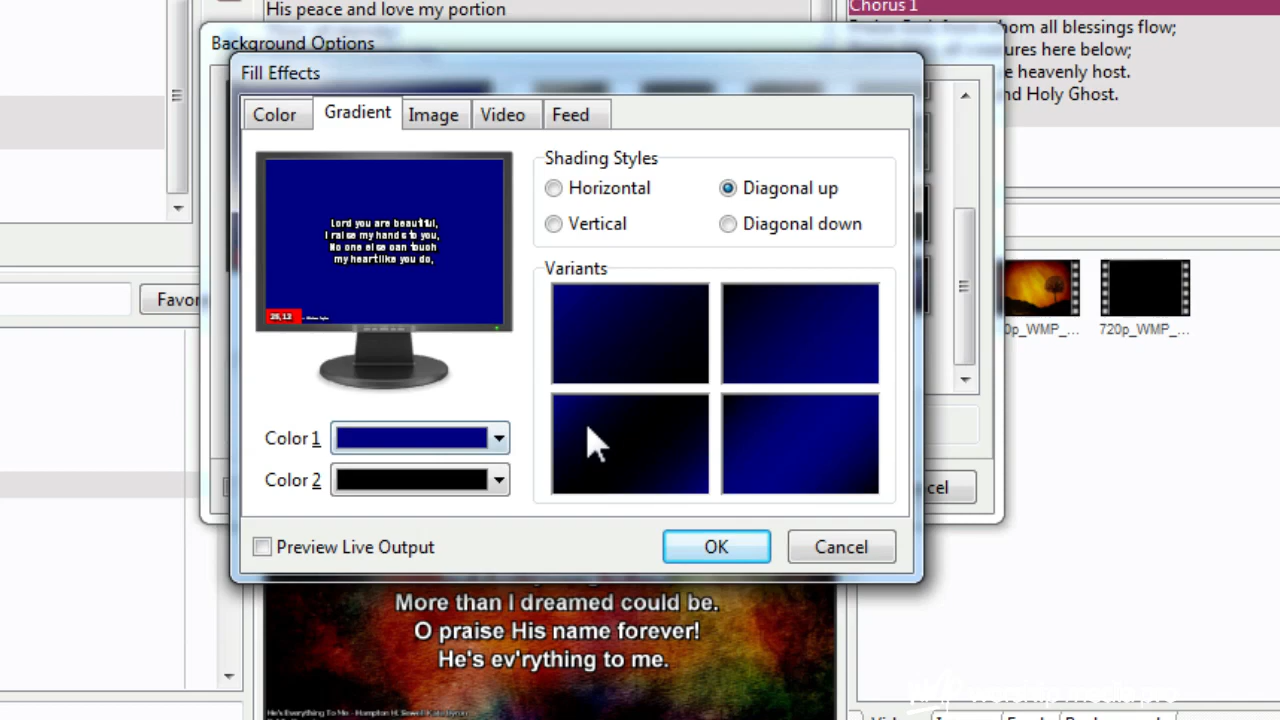 His peace and love my portion
Chorus 1
hom all blessings flow;
ures here below;
e heavenly host.
nd Holy Ghost.
Background Options
Fill Effects
Color
Gradient
Image
Video
Feed
Lord you are beautiful,
I raise my hands to you,
No one else can touch
my heart like you do,
Shading Styles
Horizontal
Diagonal up
Vertical
Diagonal down
Variants
Favor
0p_WMP_...
720p_WMP_...
Color 1
Color 2
cel
Preview Live Output
OK
Cancel
More than I dreamed could be.
O praise His name forever!
He's ev'rything to me.